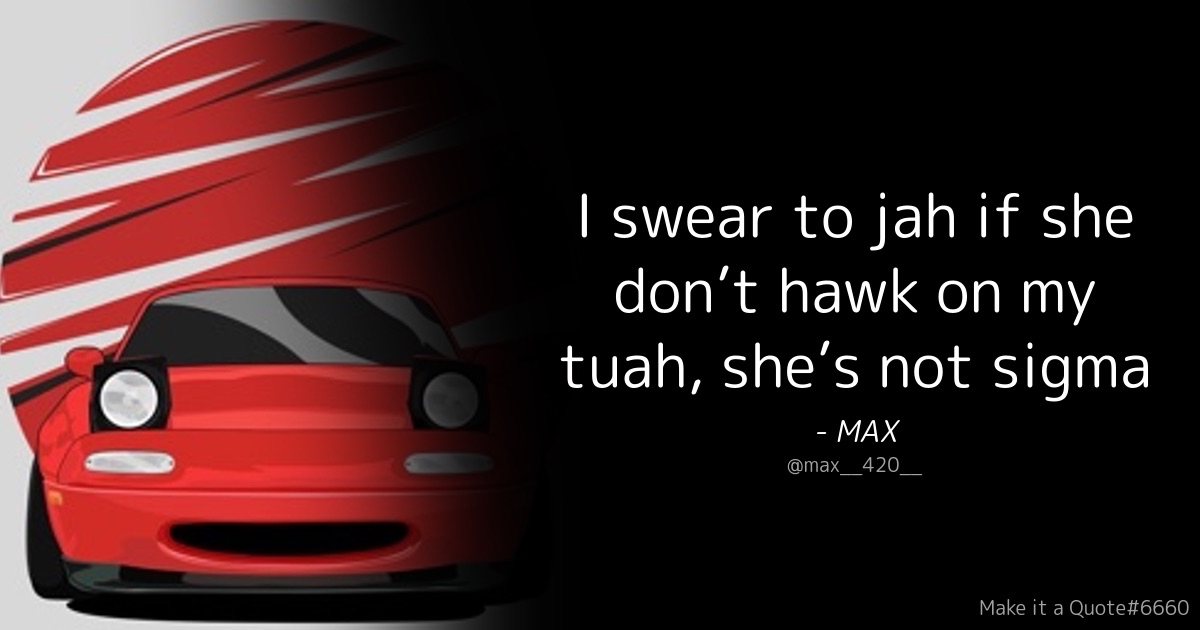 I swear to jah if she
don’t hawk on my
tuah, she’s not sigma
- MAX
@max__420__
Make it a Quote#6660